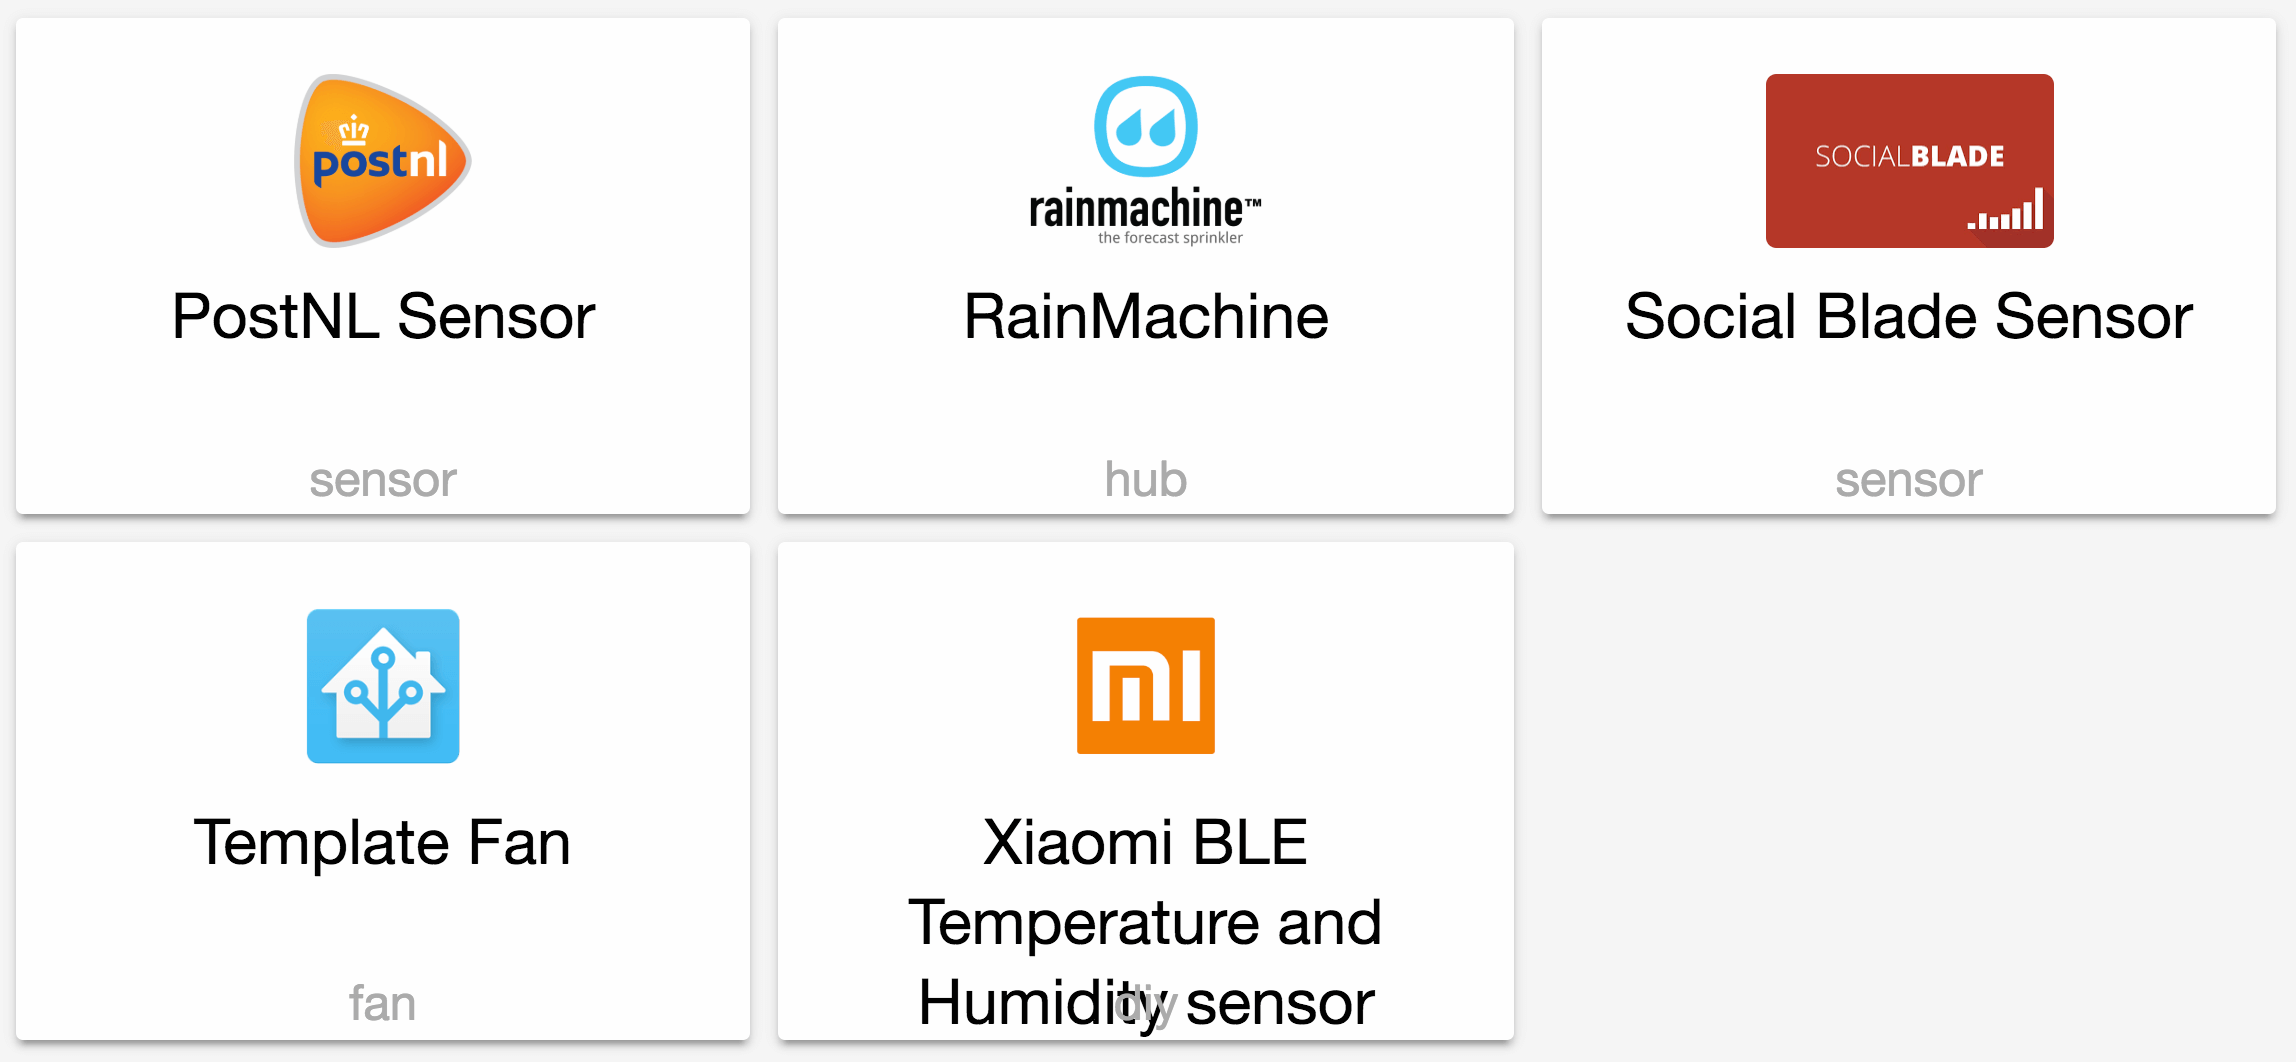 postnl
PostNL Sensor
sensor
rainmachine™
the forecast sprinkler
RainMachine
hub
SOCIALBLADE
Social Blade Sensor
sensor
Template Fan
fan
mi
Xiaomi BLE
Temperature and
Humidity sensor
diy